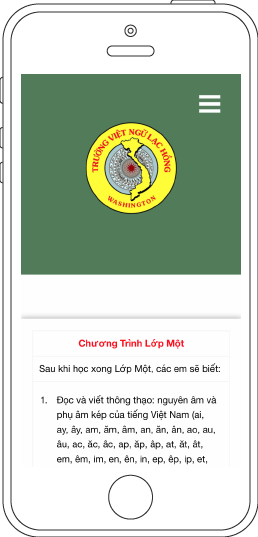 TRƯỜNG VIỆT NGỮ LẠC HỒNG
WASHINGTON
Chương Trình Lớp Một
Sau khi học xong Lớp Một, các em sẽ biết:
1. Đọc và viết thông thạo: nguyên âm và
phụ âm kép của tiếng Việt Nam (ai,
ay, ây, am, ăm, âm, an, ăn, ân, ao, au,
âu, ac, ăc, âc, ap, ăp, âp, at, ăt, ât,
em, êm, im, en, ên, in, ep, êp, ip, et,